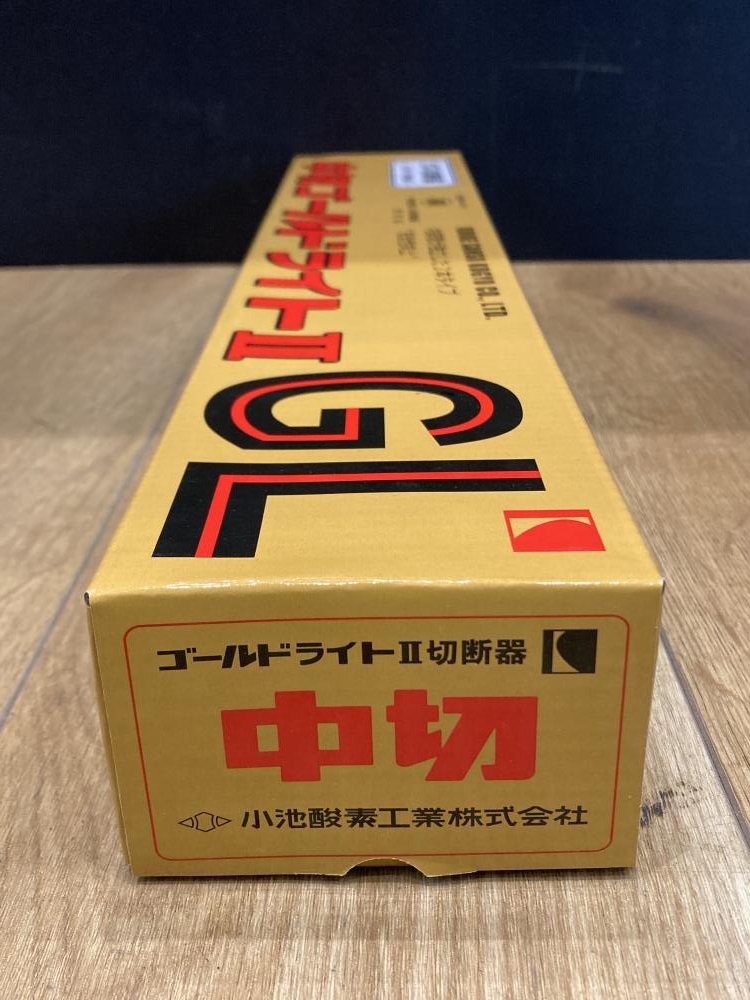 中切ゴールドライトII
GL
KOIKE SANSO KOGYO CO., LTD.
ゴールドライトII切断器
中切
小池酸素工業株式会社